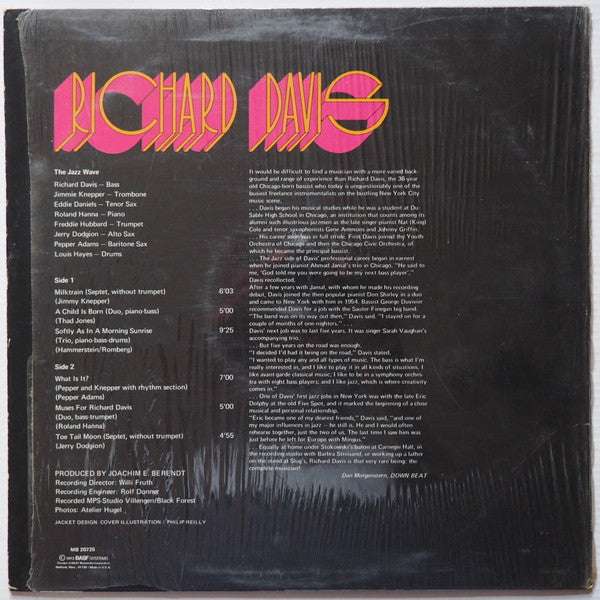 RICHARD DAVIS
The Jazz Wave
Richard Davis — Bass
Jimmie Knepper — Trombone
Eddie Daniels — Tenor Sax
Roland Hanna — Piano
Freddie Hubbard — Trumpet
Jerry Dodgion — Alto Sax
Pepper Adams — Baritone Sax
Louis Hayes — Drums
Side 1
Milktrain (Septet, without trumpet) 6'03
(Jimmy Knepper)
A Child Is Born (Duo, piano-bass) 5'00
(Thad Jones)
Softly As In A Morning Sunrise 9'25
(Trio, piano-bass-drums)
(Hammerstein/Romberg)
Side 2
What Is It? 7'00
(Pepper and Knepper with rhythm section)
(Pepper Adams)
Muses For Richard Davis 5'00
(Duo, bass-trumpet)
(Roland Hanna)
Toe Tail Moon (Septet, without trumpet) 4'55
(Jerry Dodgion)
PRODUCED BY JOACHIM E. BERENDT
Recording Director: Willi Fruth
Recording Engineer: Rolf Donner
Recorded MPS-Studio Villengen/Black Forest
Photos: Atelier Hugel
JACKET DESIGN COVER ILLUSTRATION: PHILIP REILLY
MB 20725
BASF SYSTEMS
It would be difficult to find a musician with a more varied back-
ground and range of experience than Richard Davis, the 36-year
old Chicago-born bassist who today is unquestionably one of the
busiest freelance instrumentalists on the bustling New York City
music scene.
. . . Davis began his musical studies while he was a student at Du-
Sable High School in Chicago, an institution that counts among its
alumni such illustrious jazzmen as the late singer pianist Nat (King)
Cole and tenor saxophonists Gene Ammons and Johnny Griffin.
. . . His career soon was in full stride. First Davis joined the Youth
Orchestra of Chicago and then the Chicago Civic Orchestra, of
which he became the principal bassist.
. . . The Jazz side of Davis' professional career began in earnest
when he joined pianist Ahmad Jamal's trio in Chicago. "He said to
me, 'God told me you were going to be my next bass player',"
Davis recollected.
After a few years with Jamal, with whom he made his recording
debut, Davis joined the then popular pianist Don Shirley in a duo
and came to New York with him in 1954. Bassist George Duvivier
recommended Davis for a job with the Sauter Finegan big band.
"The band was on its way out then," Davis said. "I stayed on for a
couple of months of one nighters." . . .
Davis' next job was to last five years. It was singer Sarah Vaughan's
accompanying trio.
. . . But five years on the road was enough.
"I decided I'd had it being on the road," Davis stated.
"I wanted to play any and all types of music. The bass is what I'm
really interested in, and I like to play it in all kinds of situations. I
like avant-garde classical music; I like to be in a symphony orches-
tra with eight bass players; and I like jazz, which is where creativity
comes in."
. . . One of Davis' first jazz jobs in New York was with the late Eric
Dolphy at the old Five Spot, and it marked the beginning of a close
musical and personal relationship.
"Eric became one of my dearest friends," Davis said, "and one of
my major influences in jazz — he still is. He and I would often
rehearse together, just the two of us. The last time I saw him was
just before he left for Europe with Mingus."
. . . Equally at home under Stokowski's baton at Carnegie Hall, in
the recording studio with Barbra Streisand, or working up a lather
on the stand at Slug's, Richard Davis is that very rare being: the
complete musician!
Dan Morgenstern, DOWN BEAT